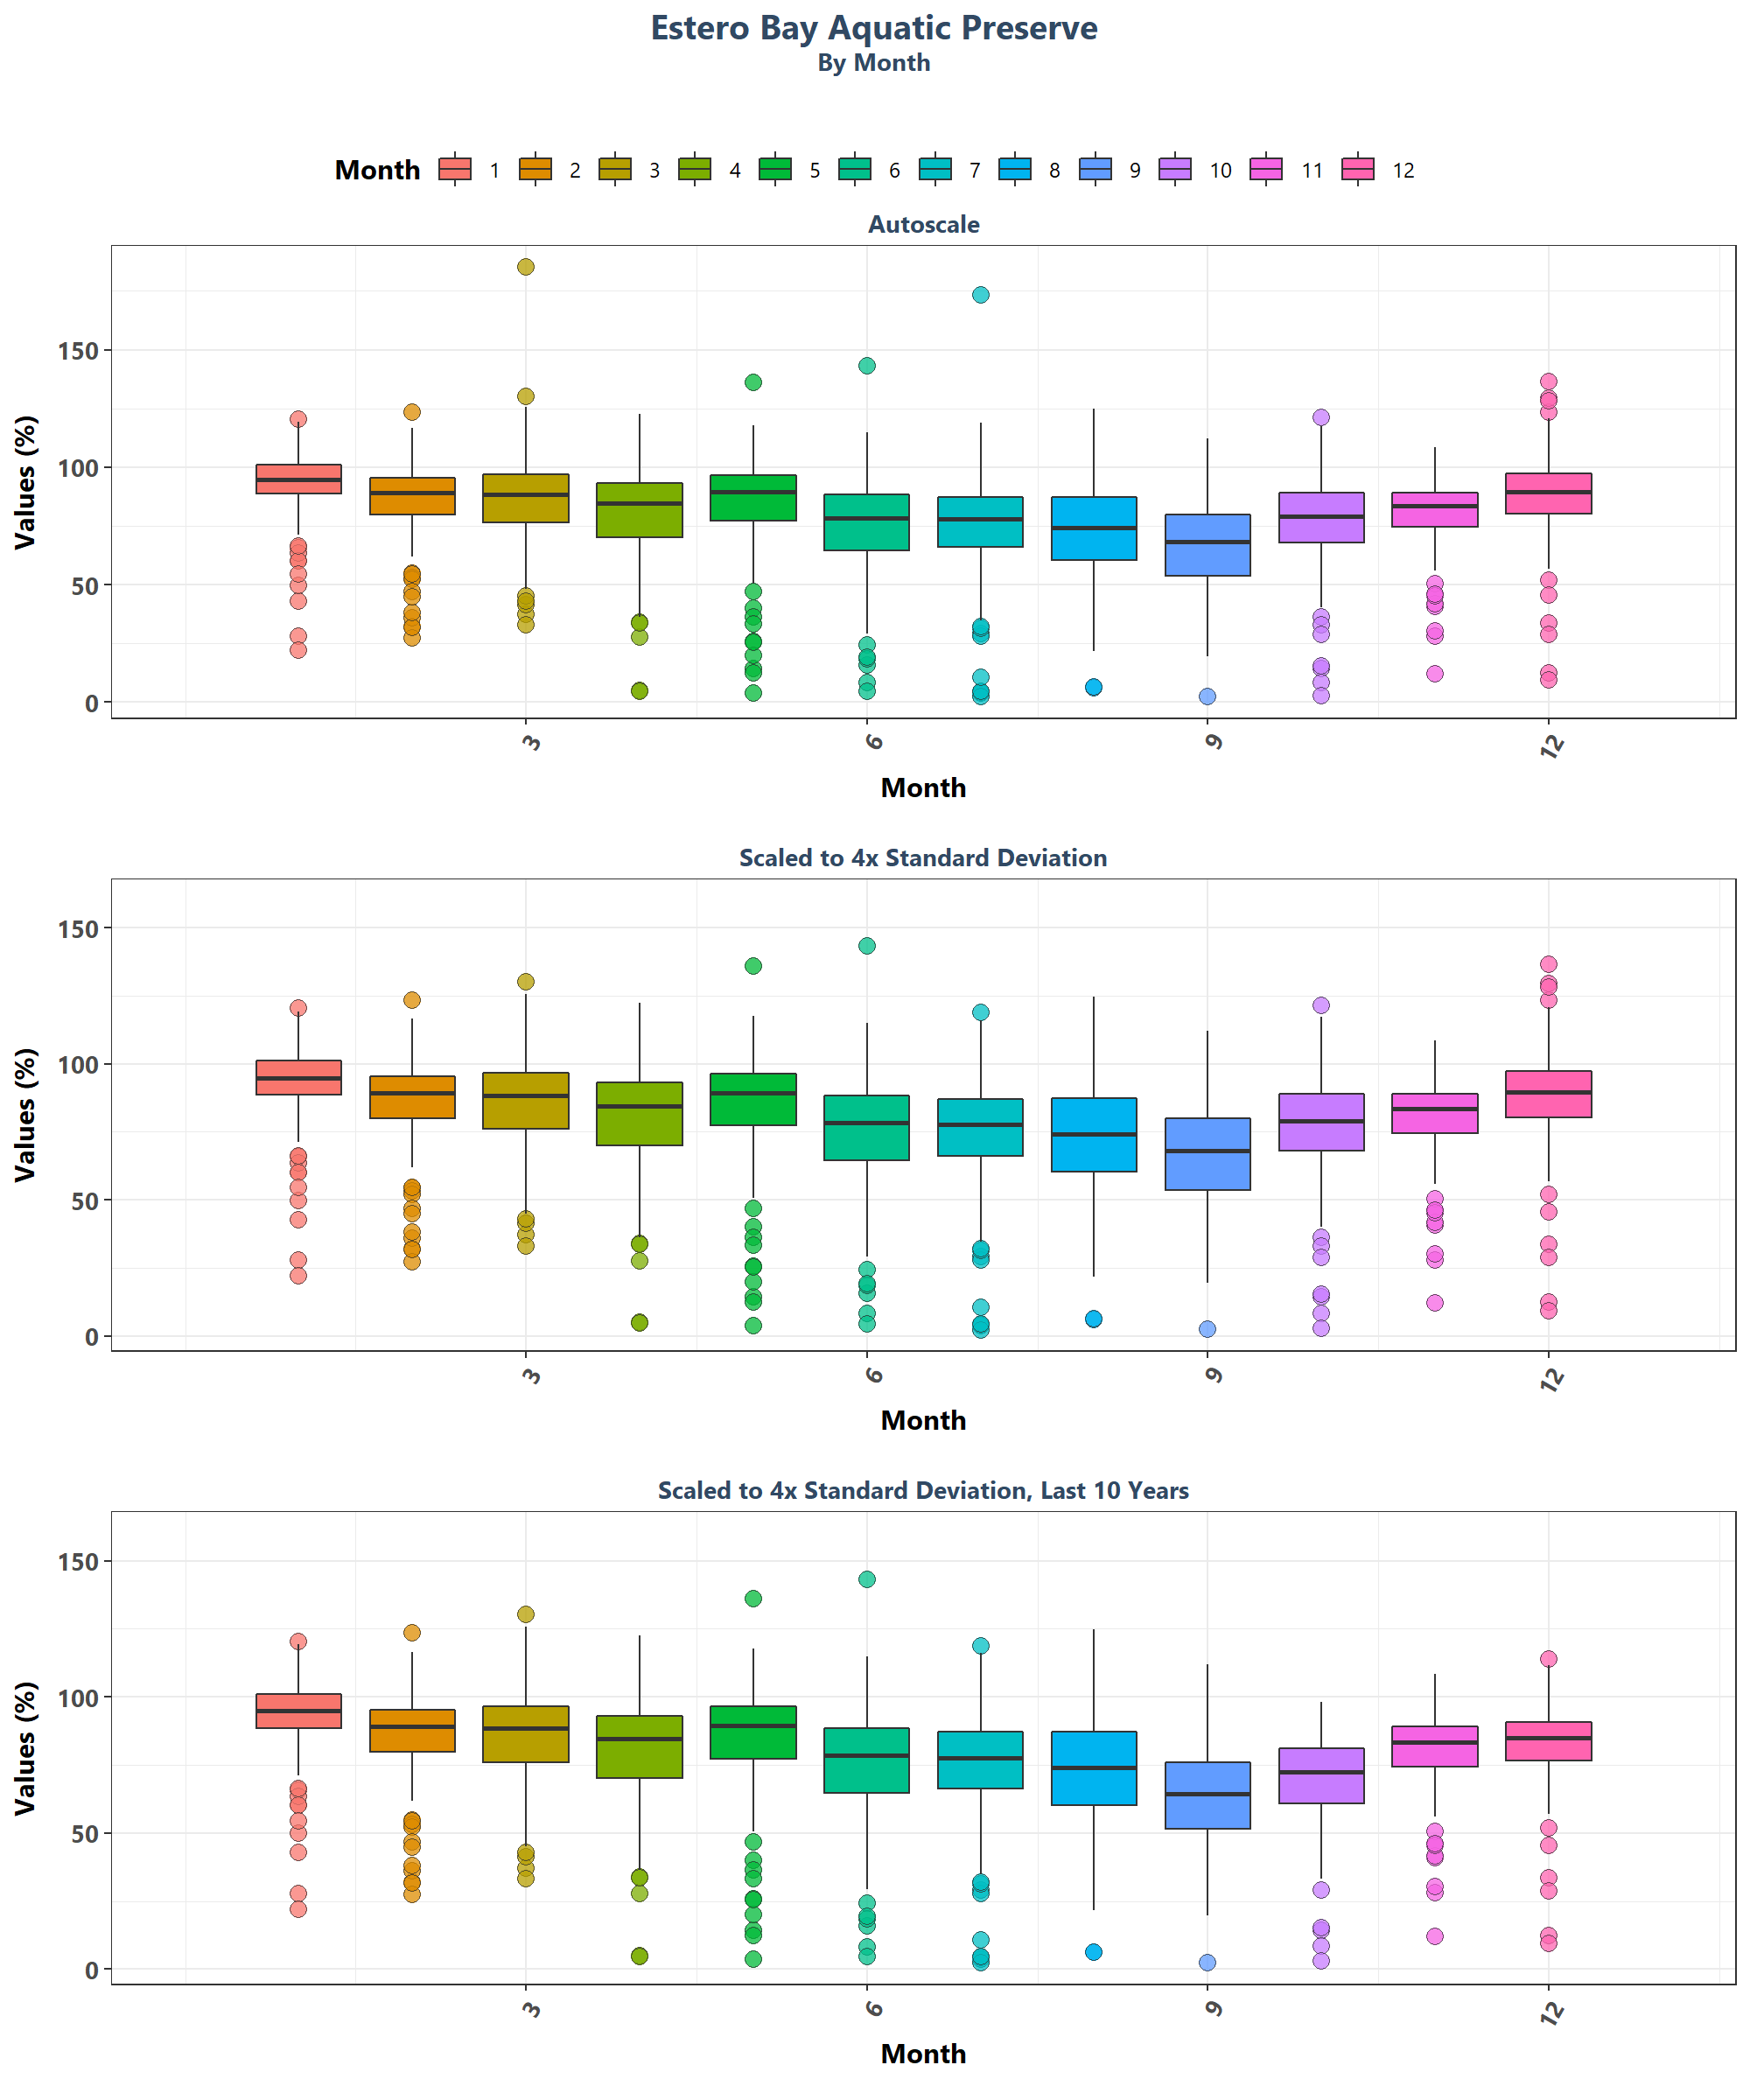 Estero Bay Aquatic Preserve
By Month
Month 1 2 3 4 5 6 7 8 9 10 11 12
Autoscale
Values (%)
150
100
50
0
3 6 9 12
Month
Scaled to 4x Standard Deviation
Values (%)
150
100
50
0
3 6 9 12
Month
Scaled to 4x Standard Deviation, Last 10 Years
Values (%)
150
100
50
0
3 6 9 12
Month